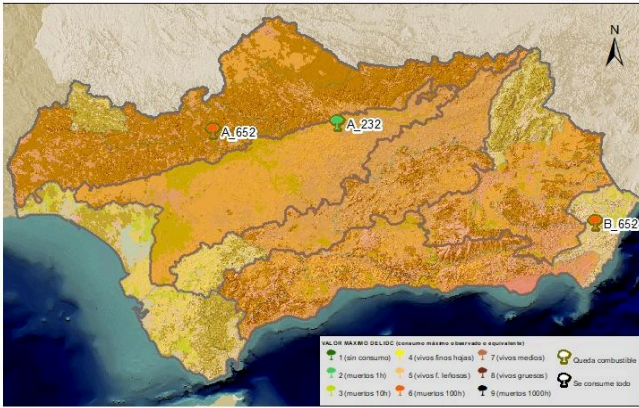 N
A_652
A_232
B_652
VALOR MÁXIMO DEL IDC (consumo máximo observado o equivalente)
1 (sin consumo)
4 (vivos finos hojas)
7 (vivos medios)
Queda combustible
2 (muertos 1h)
5 (vivos f. leñosos)
8 (vivos gruesos)
Se consume todo
3 (muertos 10h)
6 (muertos 100h)
9 (muertos 1000h)